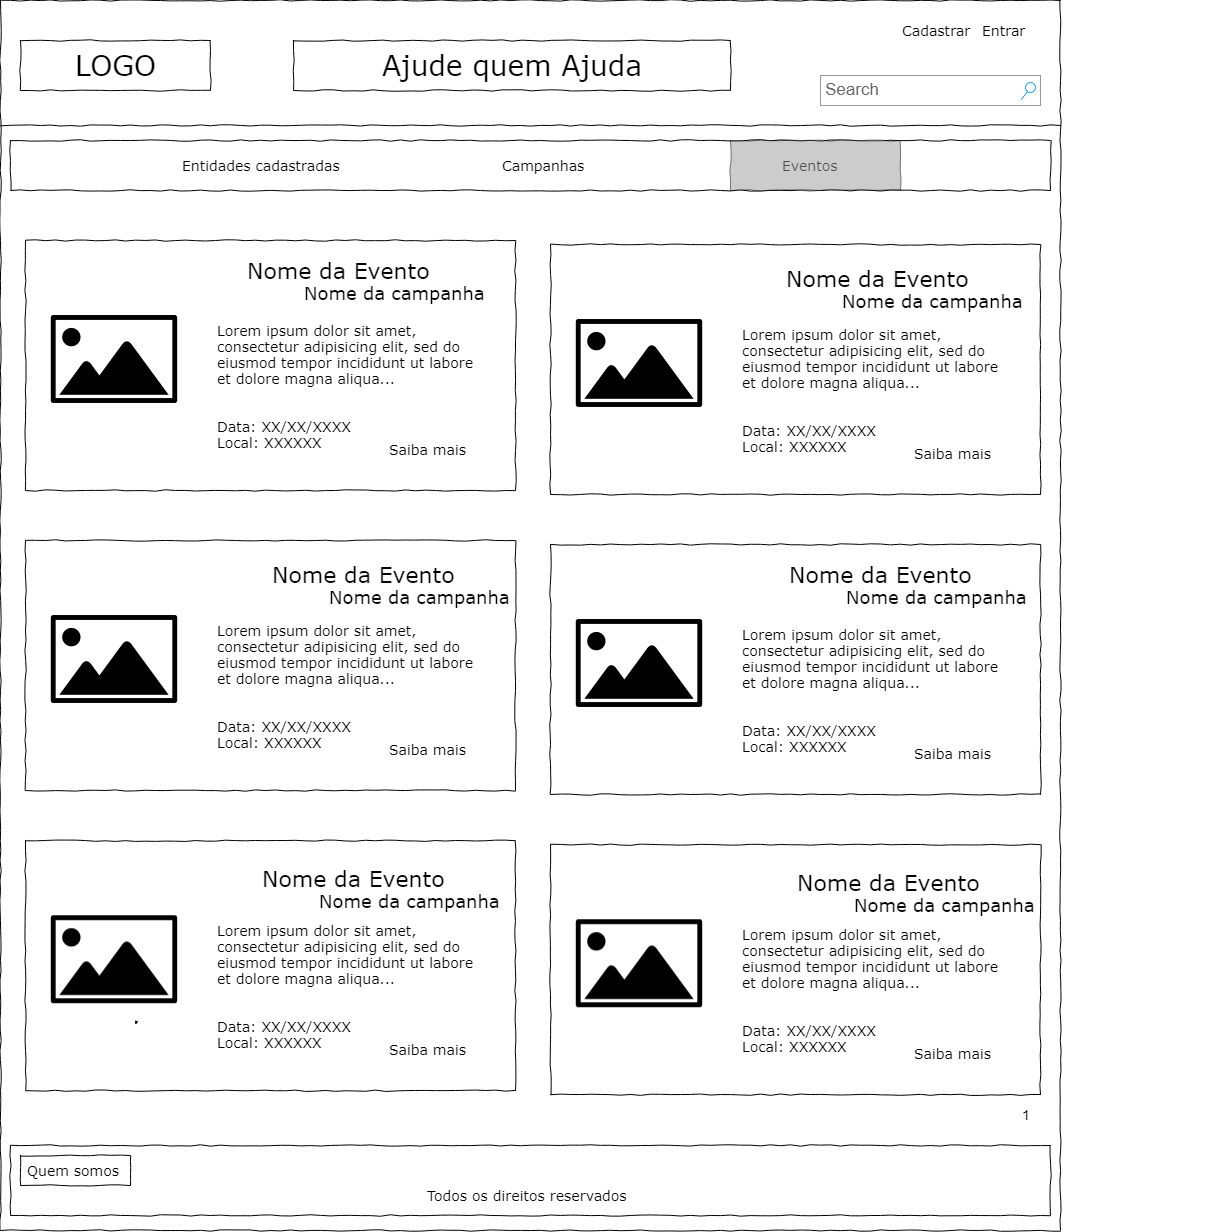 Cadastrar Entrar
LOGO
Ajude quem Ajuda
Search
Entidades cadastradas
Campanhas
Eventos
Nome da Evento
Nome da campanha
Lorem ipsum dolor sit amet,
consectetur adipisicing elit, sed do
eiusmod tempor incididunt ut labore
et dolore magna aliqua...
Data: XX/XX/XXXX
Local: XXXXXX
Saiba mais
Nome da Evento
Nome da campanha
Lorem ipsum dolor sit amet,
consectetur adipisicing elit, sed do
eiusmod tempor incididunt ut labore
et dolore magna aliqua...
Data: XX/XX/XXXX
Local: XXXXXX
Saiba mais
Nome da Evento
Nome da campanha
Lorem ipsum dolor sit amet,
consectetur adipisicing elit, sed do
eiusmod tempor incididunt ut labore
et dolore magna aliqua...
Data: XX/XX/XXXX
Local: XXXXXX
Saiba mais
Nome da Evento
Nome da campanha
Lorem ipsum dolor sit amet,
consectetur adipisicing elit, sed do
eiusmod tempor incididunt ut labore
et dolore magna aliqua...
Data: XX/XX/XXXX
Local: XXXXXX
Saiba mais
Nome da Evento
Nome da campanha
Lorem ipsum dolor sit amet,
consectetur adipisicing elit, sed do
eiusmod tempor incididunt ut labore
et dolore magna aliqua...
Data: XX/XX/XXXX
Local: XXXXXX
Saiba mais
Nome da Evento
Nome da campanha
Lorem ipsum dolor sit amet,
consectetur adipisicing elit, sed do
eiusmod tempor incididunt ut labore
et dolore magna aliqua...
Data: XX/XX/XXXX
Local: XXXXXX
Saiba mais
1
Quem somos
Todos os direitos reservados